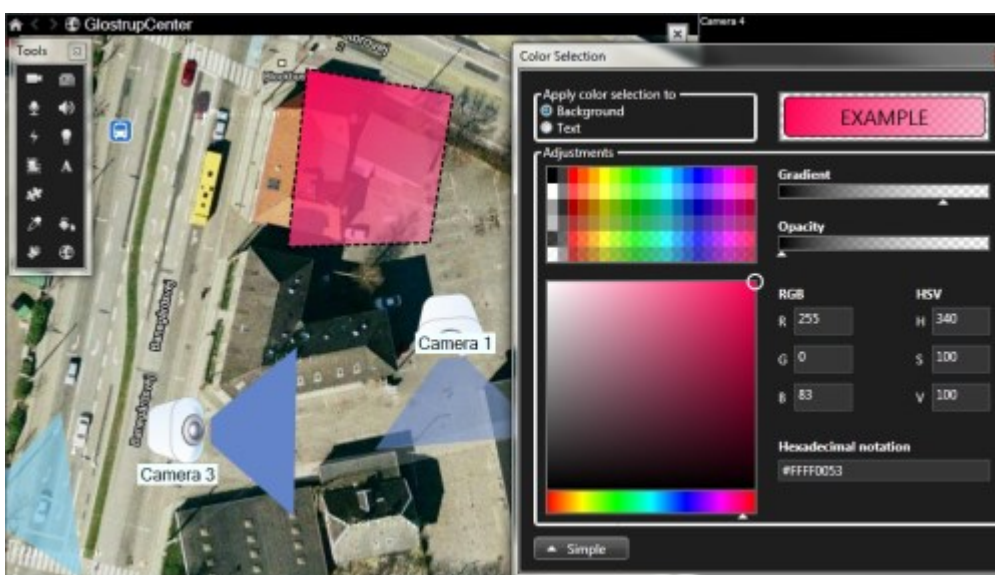 GlostrupCenter
Camera 4
Tools
2
Camera 1
Camera 3
Color Selection
Apply color selection to
Background
Text
EXAMPLE
Adjustments
Gradient
Opacity
RGB
HSV
R 255
H 340
G 0
S 100
B 83
V 100
Hexadecimal notation
#FFFF0053
Simple